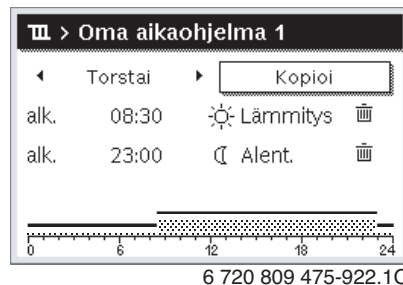 > Oma aikaohjelma 1
Torstai Kopioi
alk. 08:30 Lämmitys
alk. 23:00 Alent.
0 6 12 18 24
6 720 809 475-922.1O